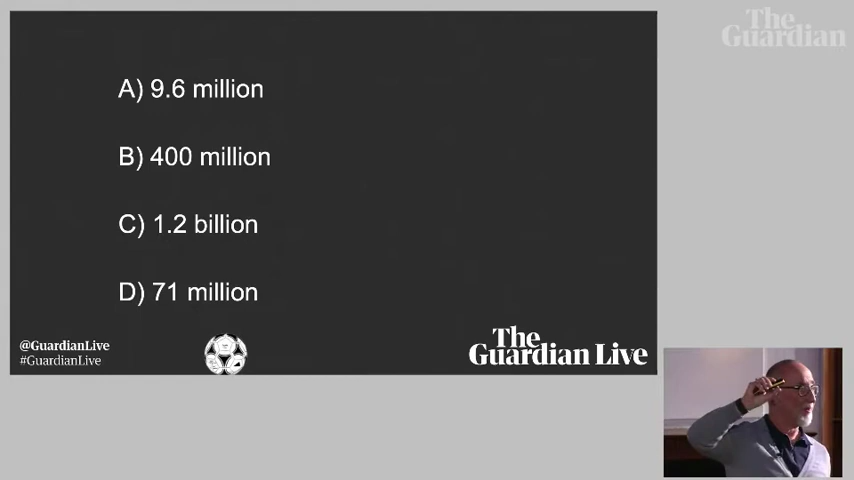 The
Guardian
A) 9.6 million
B) 400 million
C) 1.2 billion
D) 71 million
@GuardianLive
#GuardianLive
The
Guardian Live